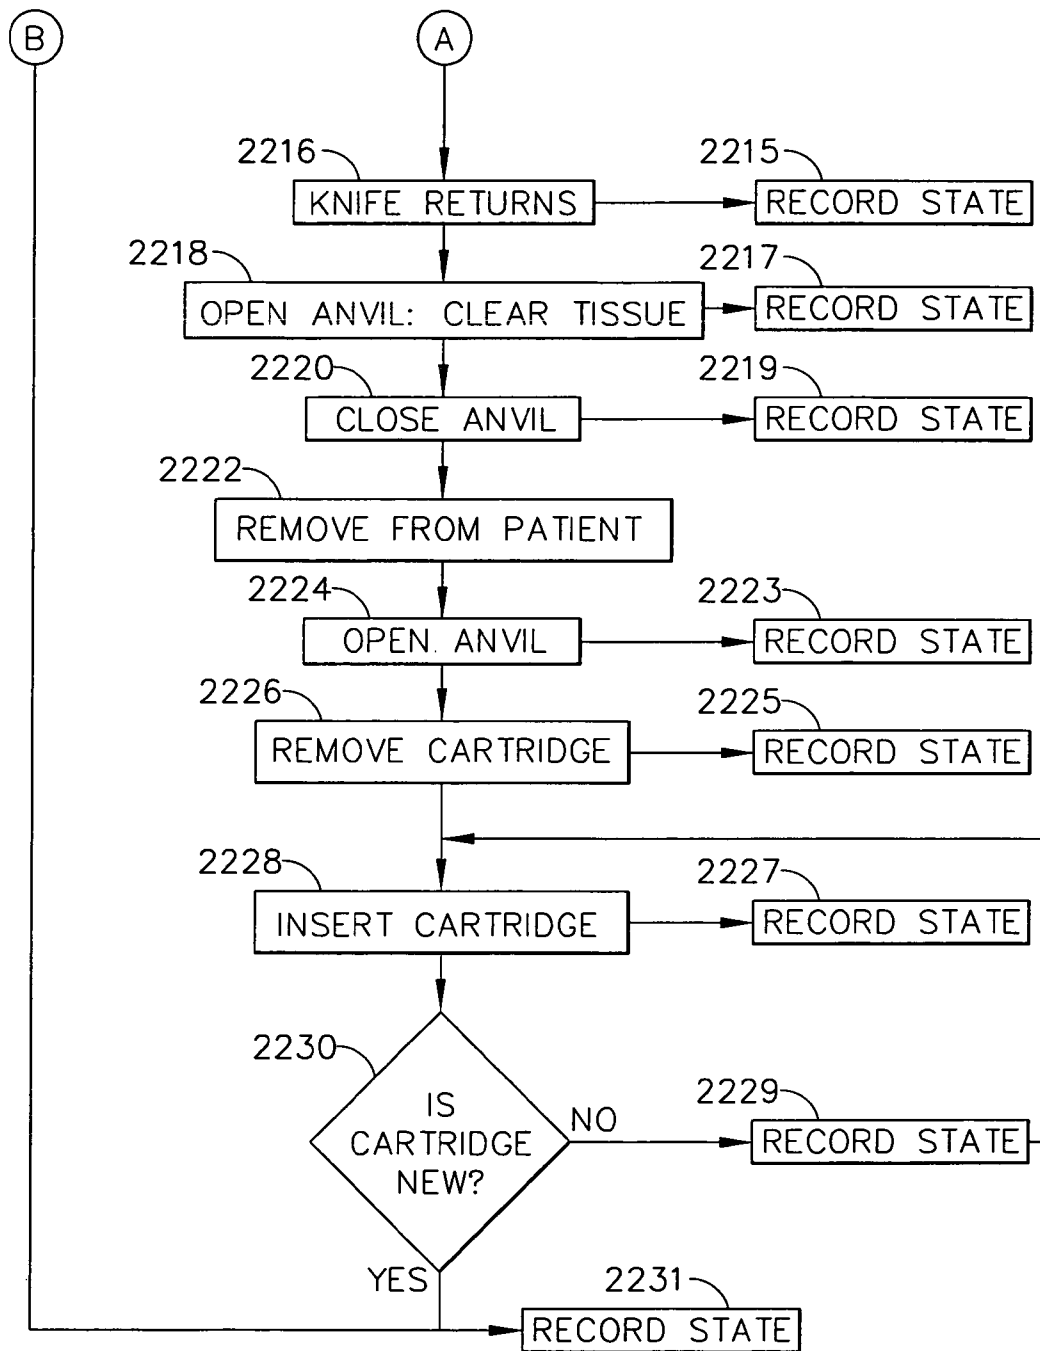 B
A
2216
2215
KNIFE RETURNS
RECORD STATE
2218
2217
OPEN ANVIL: CLEAR TISSUE
RECORD STATE
2220
2219
CLOSE ANVIL
RECORD STATE
2222
REMOVE FROM PATIENT
2224
2223
OPEN. ANVIL
RECORD STATE
2226
2225
REMOVE CARTRIDGE
RECORD STATE
2228
2227
INSERT CARTRIDGE
RECORD STATE
2230
IS
CARTRIDGE
NEW?
NO
2229
RECORD STATE
YES
2231
RECORD STATE